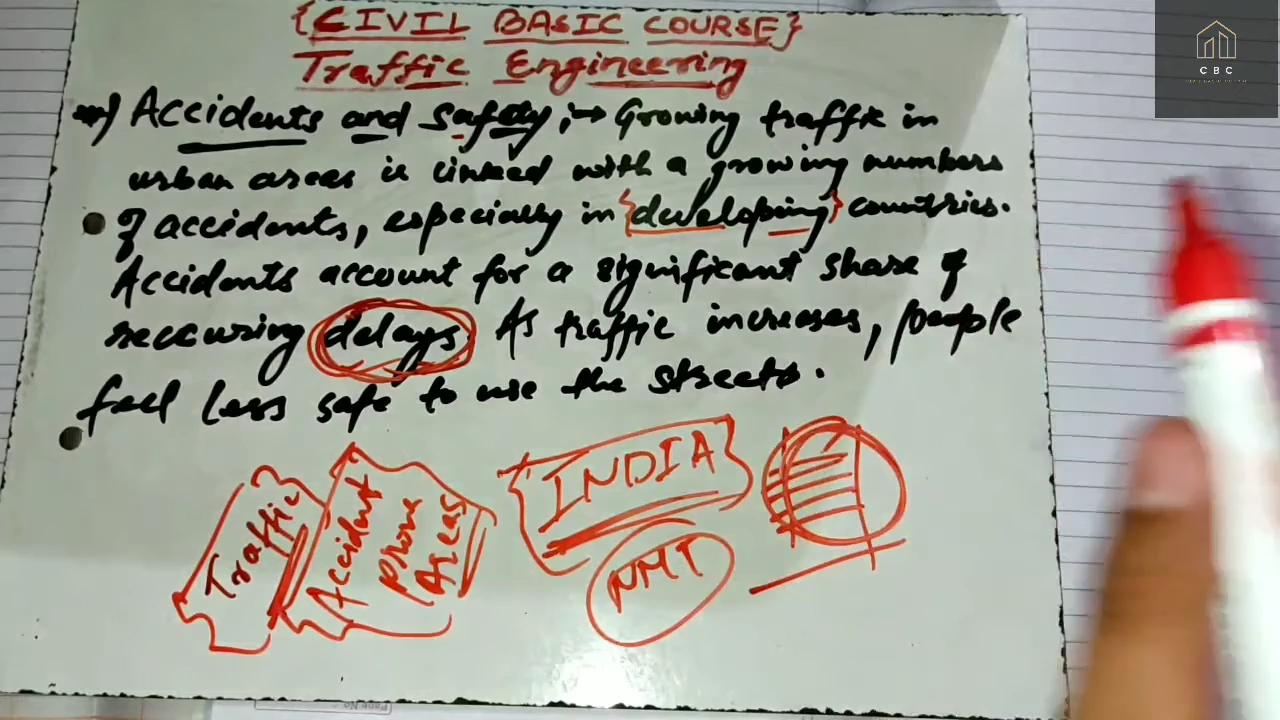 {CIVIL BASIC COURSE}
Traffic Engineering
CBC
Accidents and safety :→ Growing traffic in
urban areas is linked with a growing numbers
of accidents, especially in {developing} countries.
Accidents account for a significant share of
recurring delays. As traffic increases, people
feel less safe to use the streets.
Traffic
Accident
Prone
Areas
INDIA
NMT